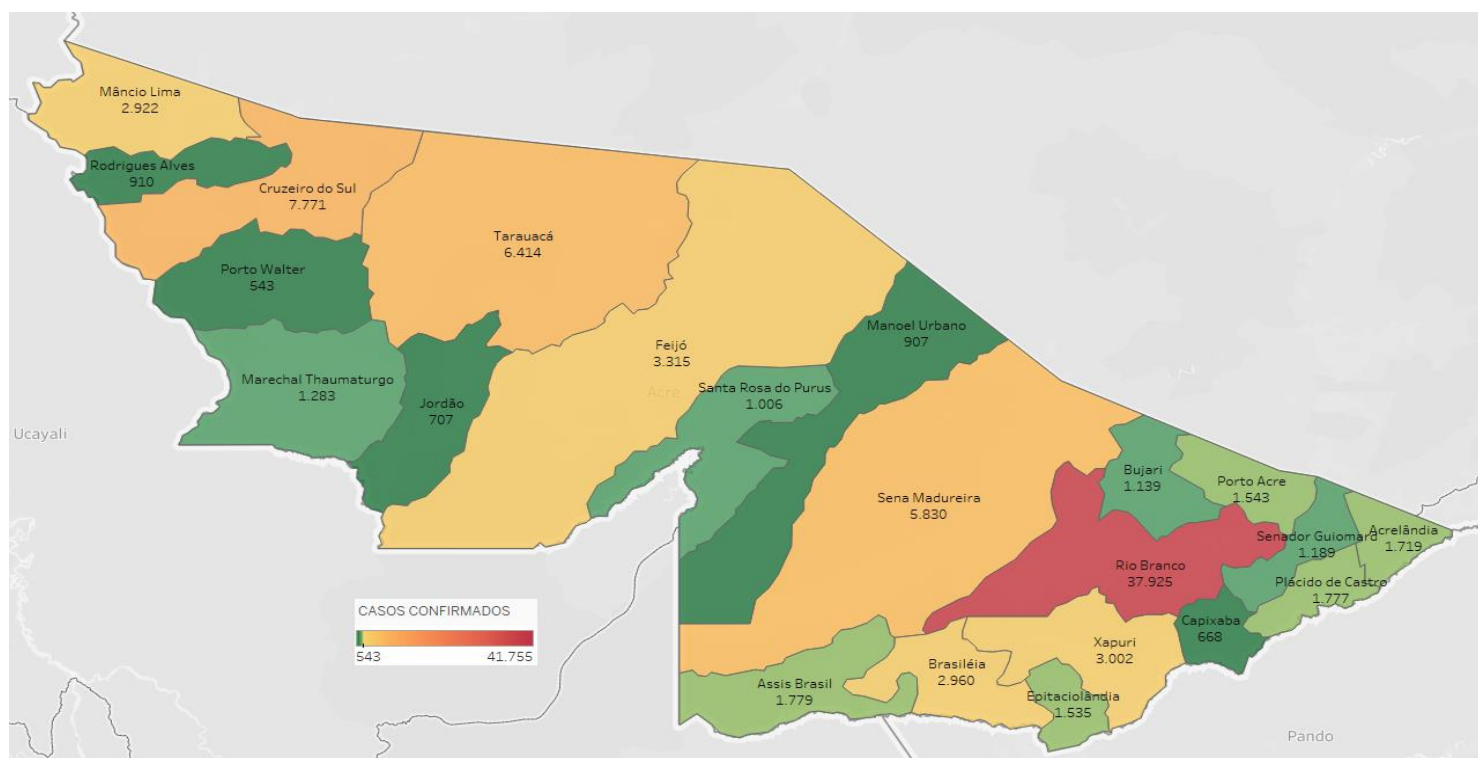 Mâncio Lima
2.922
Rodrigues Alves
910
Cruzeiro do Sul
7.771
Tarauacá
6.414
Porto Walter
543
Manoel Urbano
907
Feijó
3.315
Marechal Thaumaturgo
1.283
Santa Rosa do Purus
1.006
Acre
Jordão
707
Ucayali
Bujari
1.139
Porto Acre
1.543
Sena Madureira
5.830
Senador Guiomard
1.189
Acrelândia
1.719
Rio Branco
37.925
Plácido de Castro
1.777
CASOS CONFIRMADOS
543
41.755
Capixaba
668
Xapuri
3.002
Brasiléia
2.960
Assis Brasil
1.779
Epitaciolândia
1.535
Pando